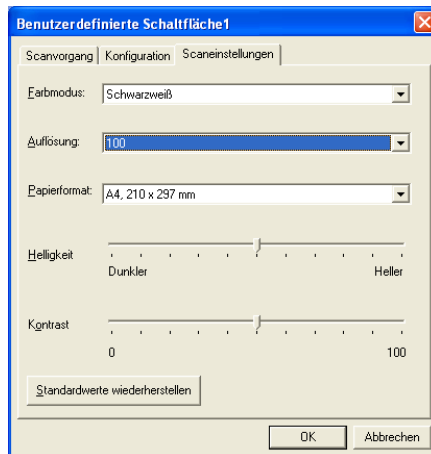 Benutzerdefinierte Schaltfläche1
Scanvorgang Konfiguration Scaneinstellungen
Farbmodus: Schwarzweiß
Auflösung: 100
Papierformat: A4, 210 x 297 mm
Helligkeit
Dunkler Heller
Kontrast
0 100
Standardwerte wiederherstellen
OK Abbrechen